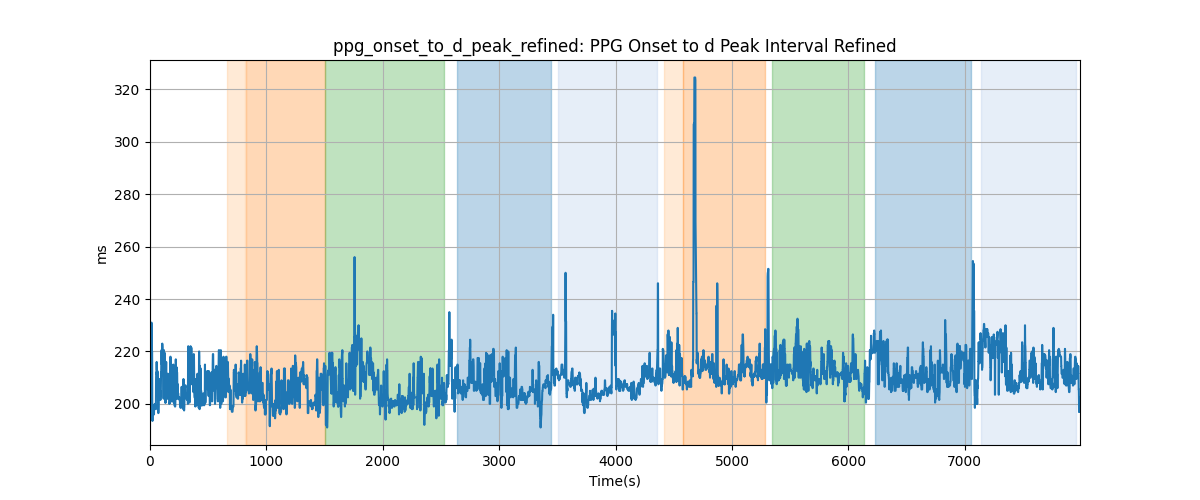 ppg_onset_to_d_peak_refined: PPG Onset to d Peak Interval Refined
320
300
280
260
240
220
200
ms
0 1000 2000 3000 4000 5000 6000 7000
Time(s)